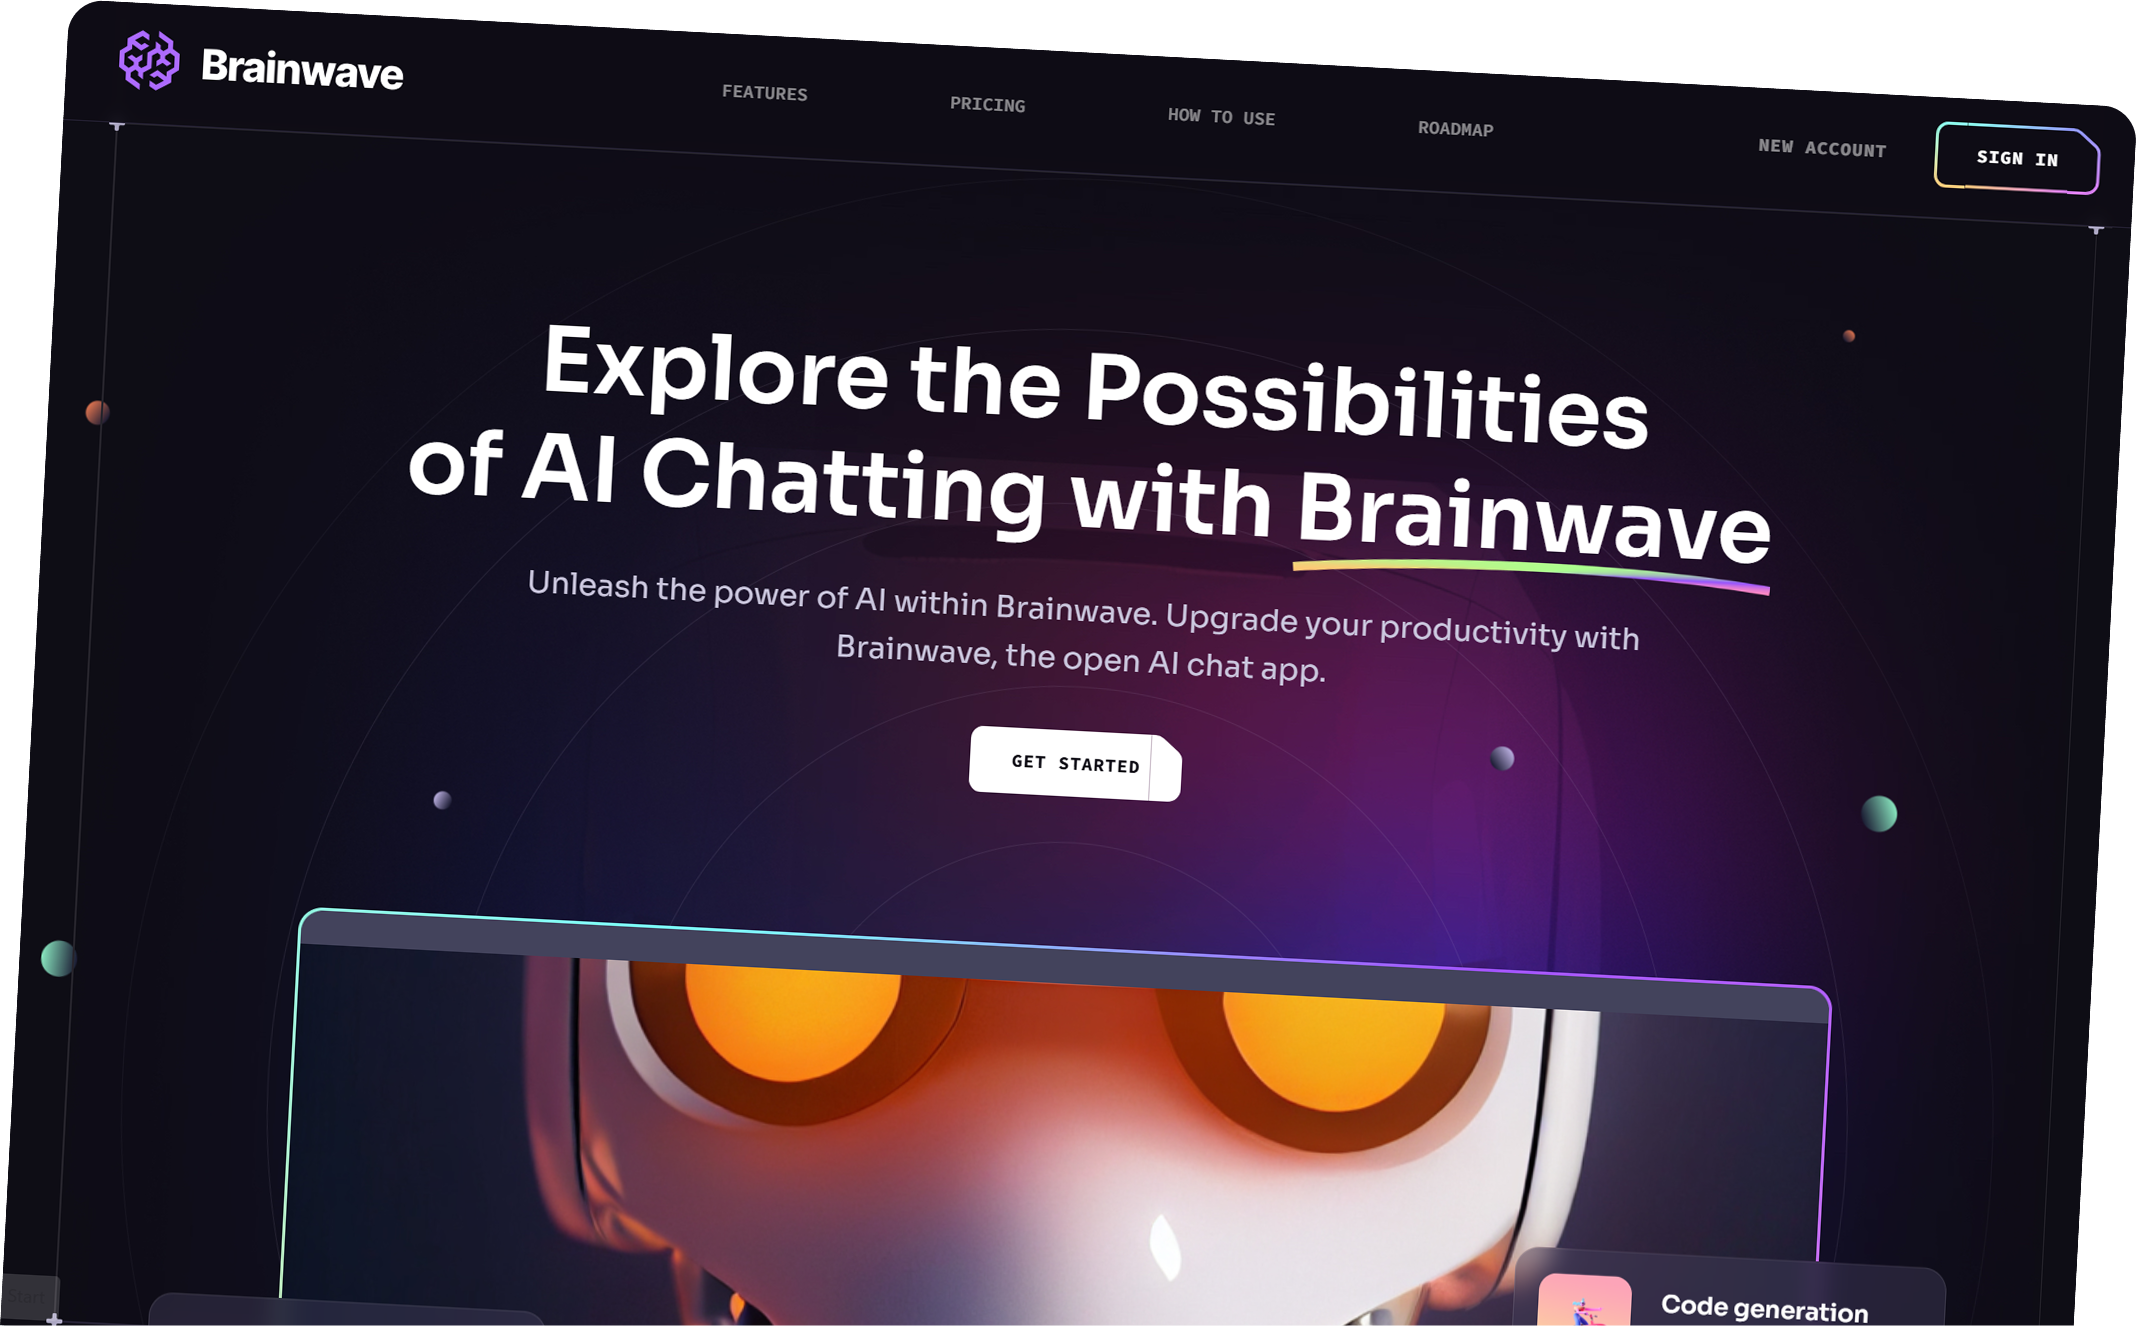 Brainwave
FEATURES
PRICING
HOW TO USE
ROADMAP
NEW ACCOUNT
SIGN IN
Explore the Possibilities
of AI Chatting with Brainwave
Unleash the power of AI within Brainwave. Upgrade your productivity with
Brainwave, the open AI chat app.
GET STARTED
Start
Code generation